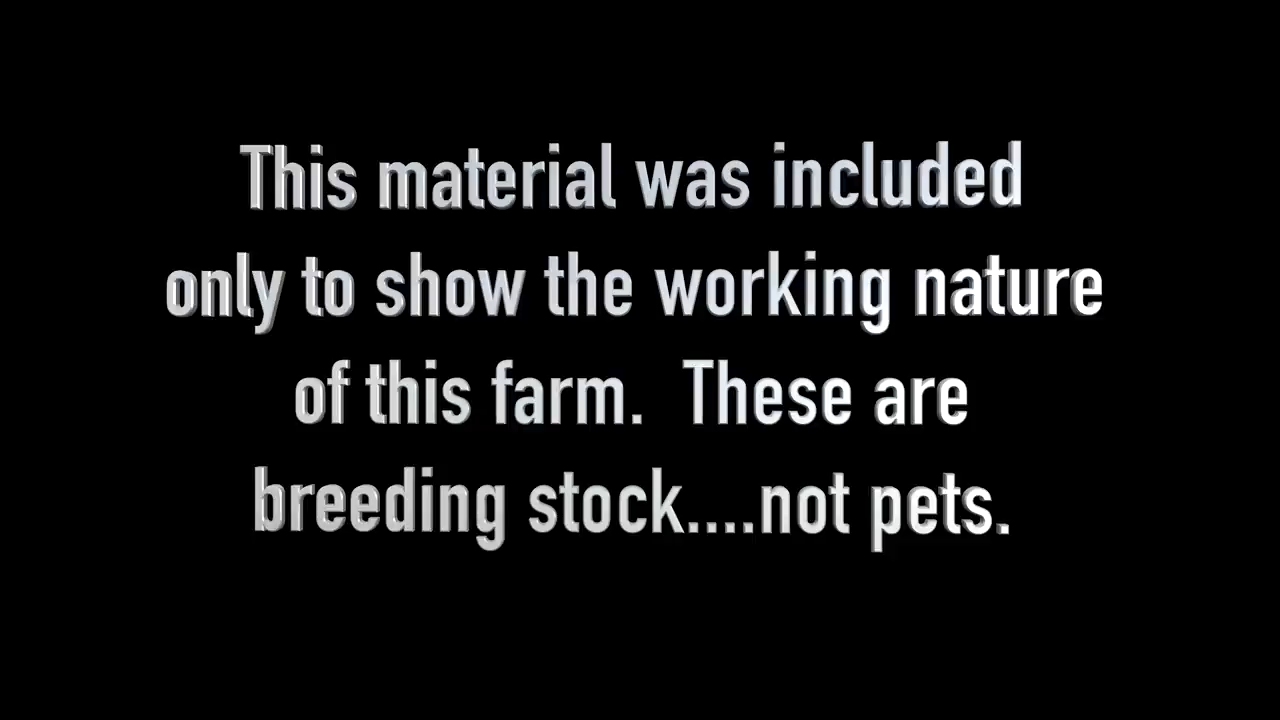 This material was included
only to show the working nature
of this farm.  These are
breeding stock....not pets.